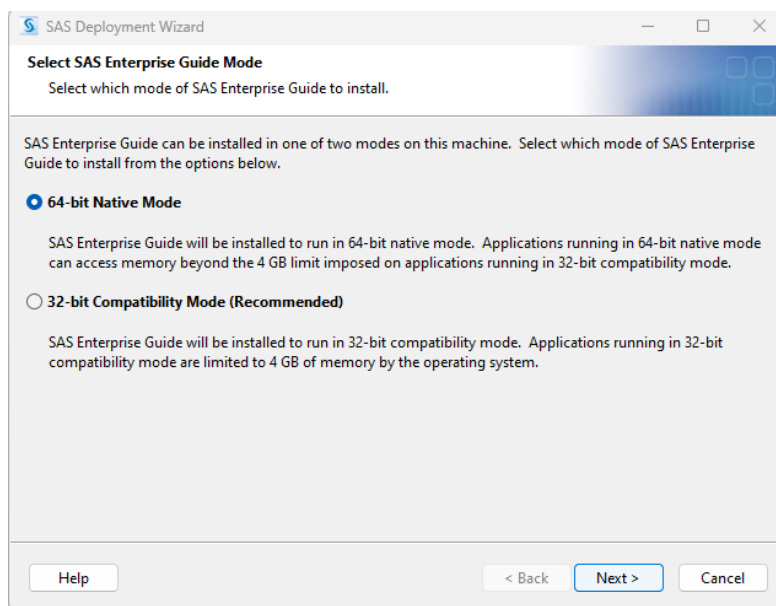 SAS Deployment Wizard
Select SAS Enterprise Guide Mode
Select which mode of SAS Enterprise Guide to install.
SAS Enterprise Guide can be installed in one of two modes on this machine.  Select which mode of SAS Enterprise
Guide to install from the options below.
64-bit Native Mode
SAS Enterprise Guide will be installed to run in 64-bit native mode.  Applications running in 64-bit native mode
can access memory beyond the 4 GB limit imposed on applications running in 32-bit compatibility mode.
32-bit Compatibility Mode (Recommended)
SAS Enterprise Guide will be installed to run in 32-bit compatibility mode.  Applications running in 32-bit
compatibility mode are limited to 4 GB of memory by the operating system.
Help
< Back
Next >
Cancel